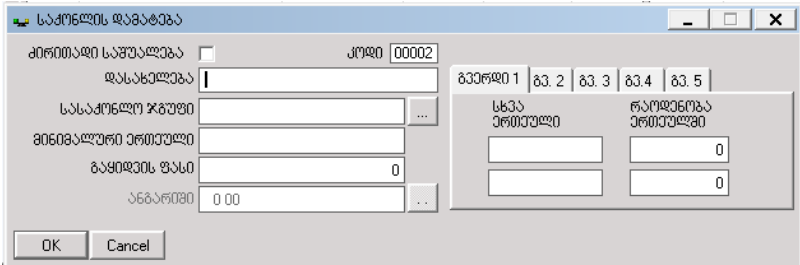 საქონლის დამატება
ძირითადი საშუალება
კოდი 00002
დასახელება
სასაქონლო ჯგუფი ...
მინიმალური ერთეული
გაყიდვის ფასი 0
ანგარიში 0 00 . .
გვერდი 1 გვ. 2 გვ. 3 გვ.4 გვ. 5
სხვა ერთეული
რაოდენობა ერთეულში
0
0
OK Cancel